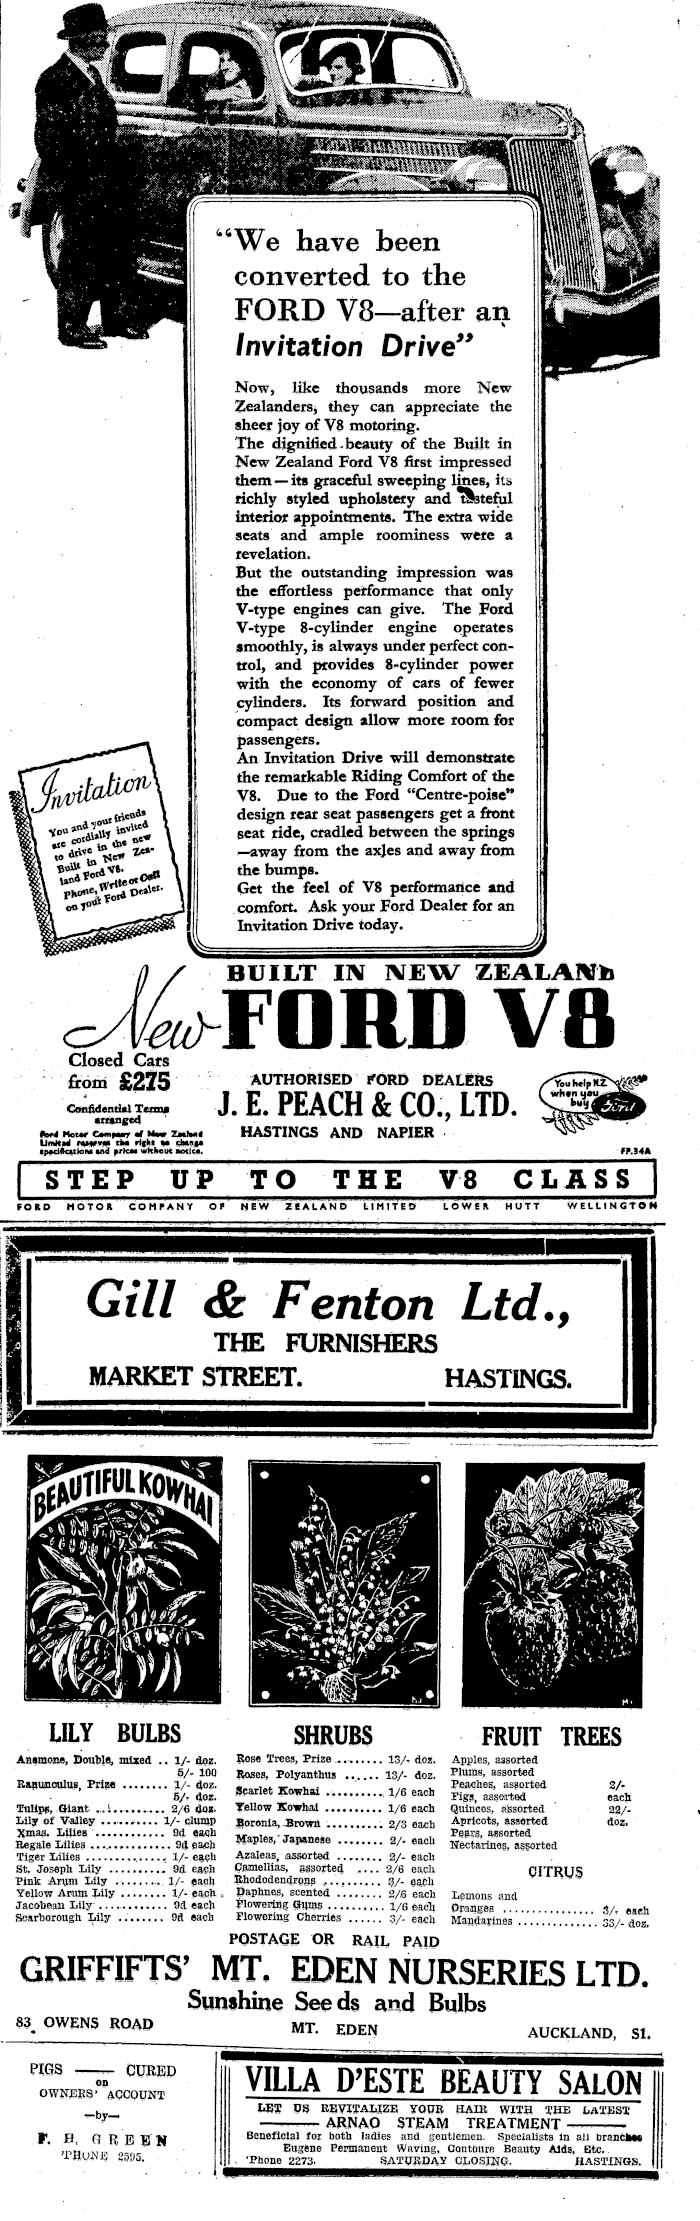 "We have been
converted to the
FORD V8—after an
Invitation Drive"
Now, like thousands more New
Zealanders, they can appreciate the
sheer joy of V8 motoring.
The dignified beauty of the Built in
New Zealand Ford V8 first impressed
them—its graceful sweeping lines, its
richly styled upholstery and tasteful
interior appointments. The extra wide
seats and ample roominess were a
revelation.
But the outstanding impression was
the effortless performance that only
V-type engines can give. The Ford
V-type 8-cylinder engine operates
smoothly, is always under perfect con-
trol, and provides 8-cylinder power
with the economy of cars of fewer
cylinders. Its forward position and
compact design allow more room for
passengers.
An Invitation Drive will demonstrate
the remarkable Riding Comfort of the
V8. Due to the Ford "Centre-poise"
design rear seat passengers get a front
seat ride, cradled between the springs
—away from the axles and away from
the bumps.
Get the feel of V8 performance and
comfort. Ask your Ford Dealer for an
Invitation Drive today.
Invitation
You and your friends
are cordially invited
to drive in the new
Built in New Zea-
land Ford V8.
Phone, Write or Call
on your Ford Dealer.
BUILT IN NEW ZEALAND
New FORD V8
Closed Cars
from £275
Confidential Terms
arranged
Ford Motor Company of New Zealand
Limited reserves the right to change
specifications and prices without notice.
AUTHORISED FORD DEALERS
J. E. PEACH & CO., LTD.
HASTINGS AND NAPIER
You help N.Z
when you
buy Ford
FP.34A
STEP UP TO THE V8 CLASS
FORD MOTOR COMPANY OF NEW ZEALAND LIMITED LOWER HUTT WELLINGTON
Gill & Fenton Ltd.,
THE FURNISHERS
MARKET STREET. HASTINGS.
BEAUTIFUL KOWHAI
LILY BULBS
Anemone, Double, mixed .. 1/- doz.
5/- 100
Ranunculus, Prize ........ 1/- doz.
5/- doz.
Tulips, Giant ............ 2/6 doz.
Lily of Valley .......... 1/- clump
Xmas. Lilies ............ 9d each
Regale Lilies ............ 9d each
Tiger Lilies ............ 1/- each
St. Joseph Lily .......... 9d each
Pink Arum Lily ........ 1/- each
Yellow Arum Lily ...... 1/- each
Jacobean Lily ............ 9d each
Scarborough Lily ........ 9d each
SHRUBS
Rose Trees, Prize ........ 13/- doz.
Roses, Polyanthus ...... 13/- doz.
Scarlet Kowhai .......... 1/6 each
Yellow Kowhai .......... 1/6 each
Boronia, Brown .......... 2/3 each
Maples, Japanese ........ 2/- each
Azaleas, assorted ........ 2/- each
Camellias, assorted .... 2/6 each
Rhododendrons .......... 3/- each
Daphnes, scented ........ 2/6 each
Flowering Gums .......... 1/6 each
Flowering Cherries ...... 3/- each
FRUIT TREES
Apples, assorted
Plums, assorted
Peaches, assorted 2/-
Figs, assorted each
Quinces, assorted 22/-
Apricots, assorted doz.
Pears, assorted
Nectarines, assorted
CITRUS
Lemons and
Oranges ................ 3/- each
Mandarines .............. 33/- doz.
POSTAGE OR RAIL PAID
GRIFFIFTS' MT. EDEN NURSERIES LTD.
Sunshine Seeds and Bulbs
83 OWENS ROAD MT. EDEN AUCKLAND, S1.
PIGS —— CURED
on
OWNERS' ACCOUNT
—by—
F. H. GREEN
'PHONE 2595.
VILLA D'ESTE BEAUTY SALON
LET US REVITALIZE YOUR HAIR WITH THE LATEST
ARNAO STEAM TREATMENT
Beneficial for both ladies and gentlemen. Specialists in all branches
Eugene Permanent Waving, Contoure Beauty Aids, Etc.
'Phone 2273. SATURDAY CLOSING. HASTINGS.